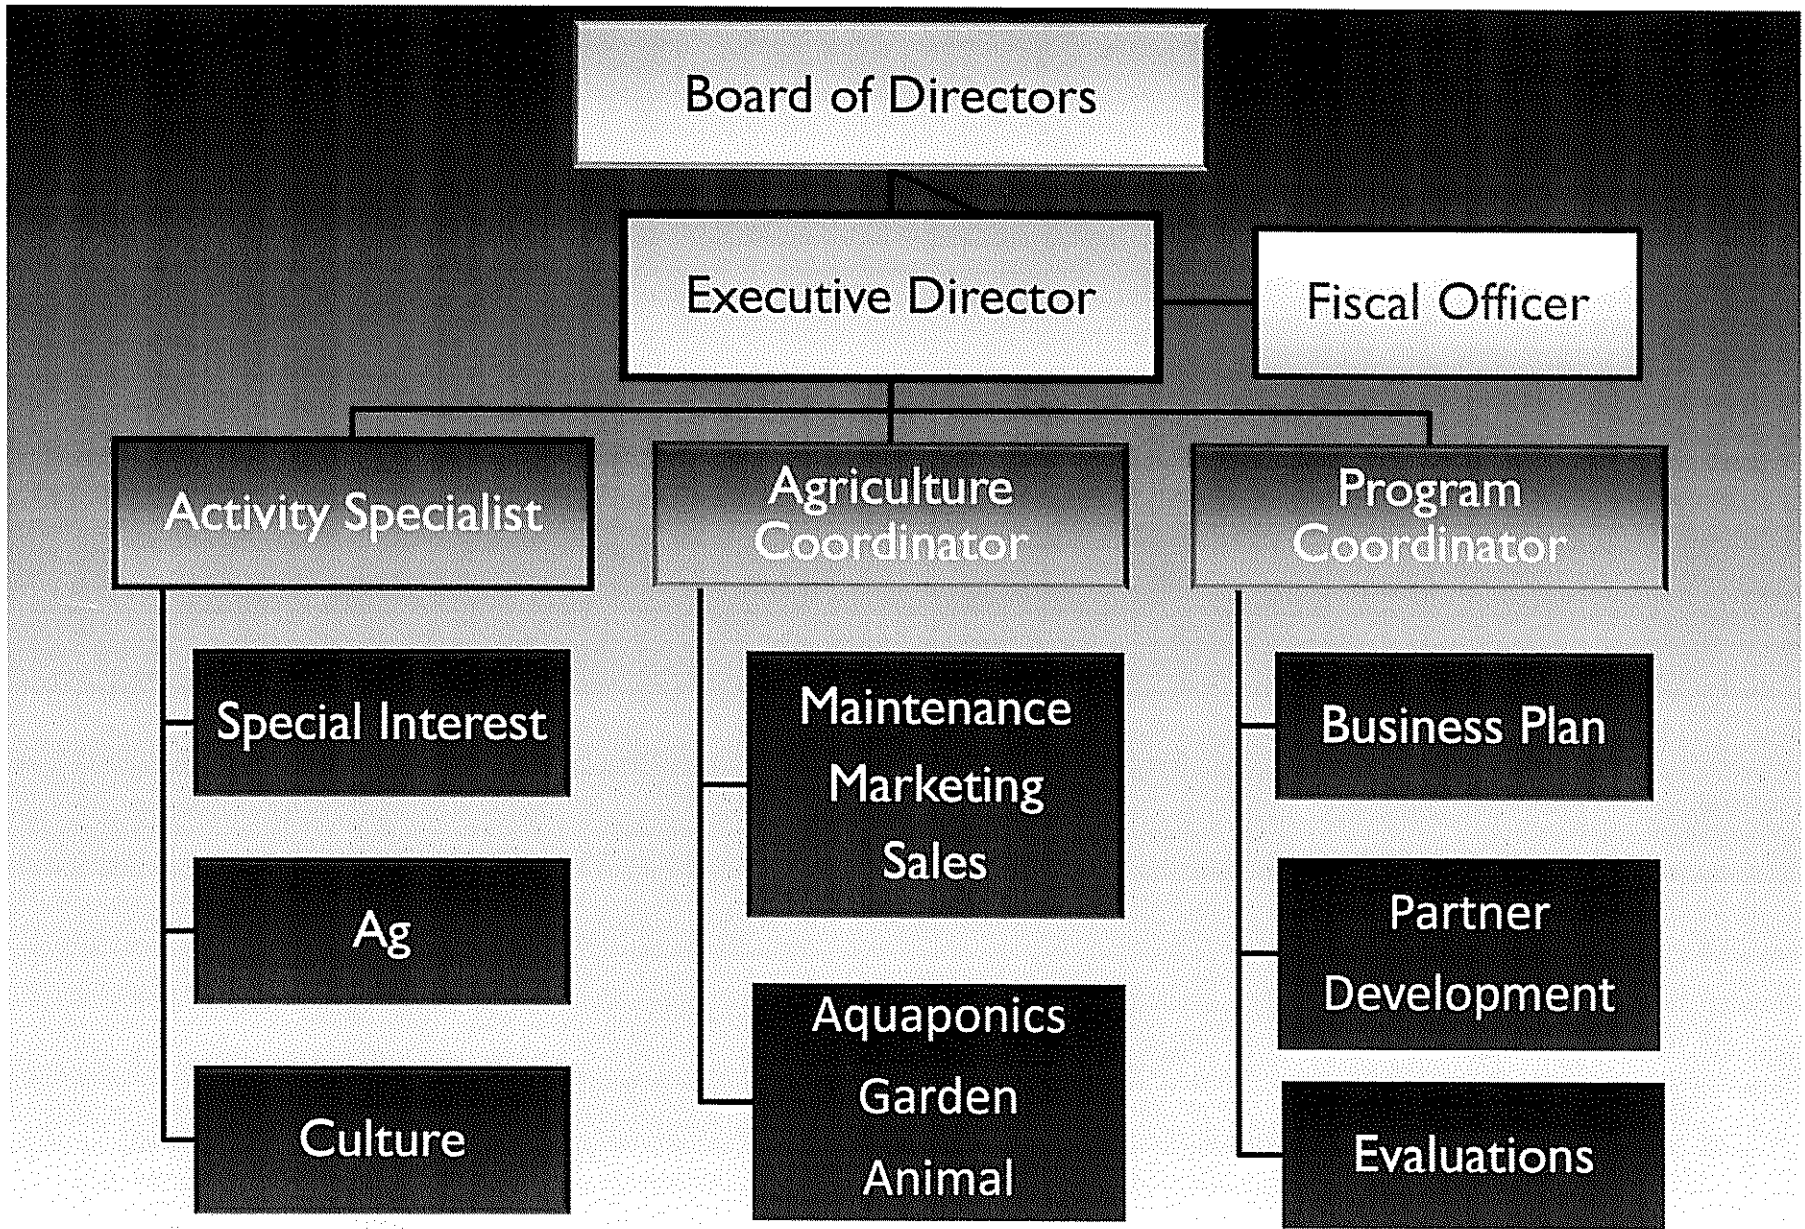 Board of Directors
Executive Director
Fiscal Officer
Activity Specialist
Agriculture
Coordinator
Program
Coordinator
Special Interest
Ag
Culture
Maintenance
Marketing
Sales
Aquaponics
Garden
Animal
Business Plan
Partner
Development
Evaluations